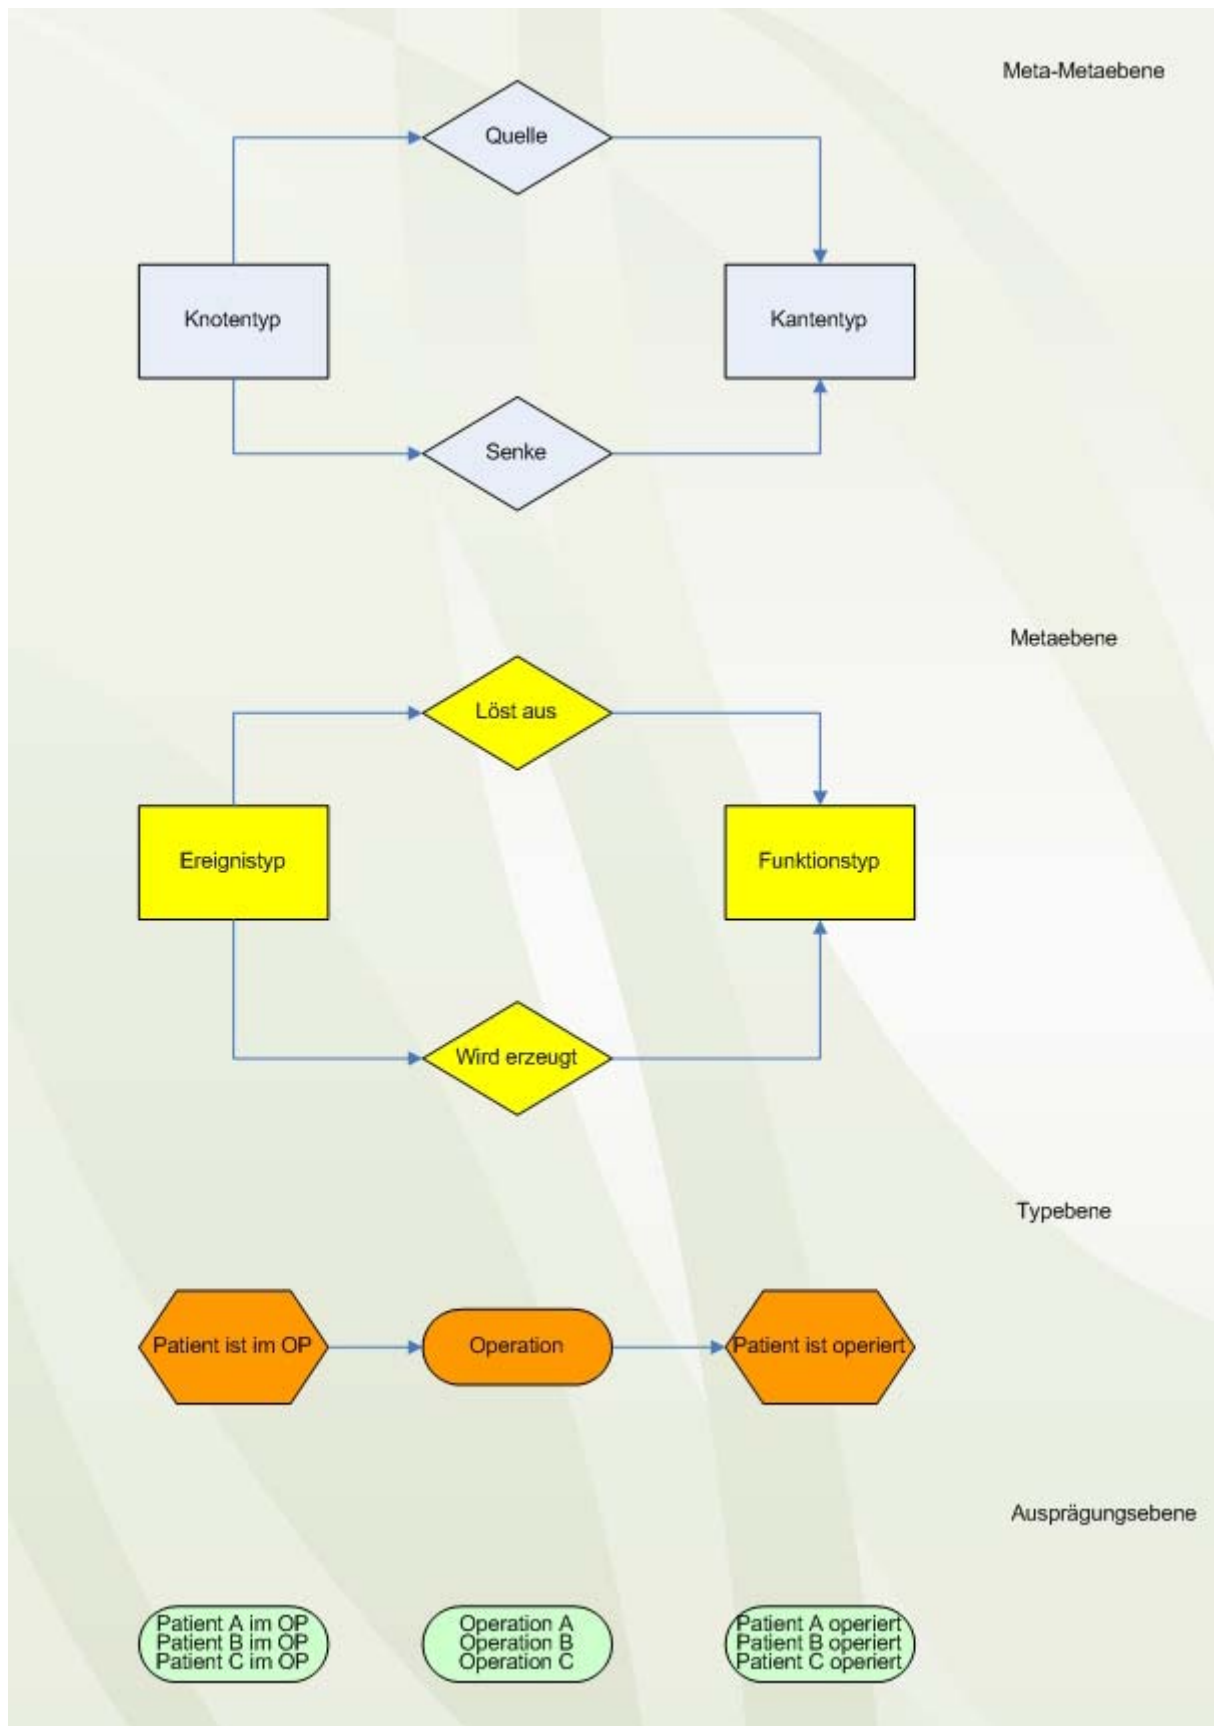 Meta-Metaebene
Quelle
Knotentyp
Kantentyp
Senke
Metaebene
Löst aus
Ereignistyp
Funktionstyp
Wird erzeugt
Typebene
Patient ist im OP
Operation
Patient ist operiert
Ausprägungsebene
Patient A im OP
Patient B im OP
Patient C im OP
Operation A
Operation B
Operation C
Patient A operiert
Patient B operiert
Patient C operiert